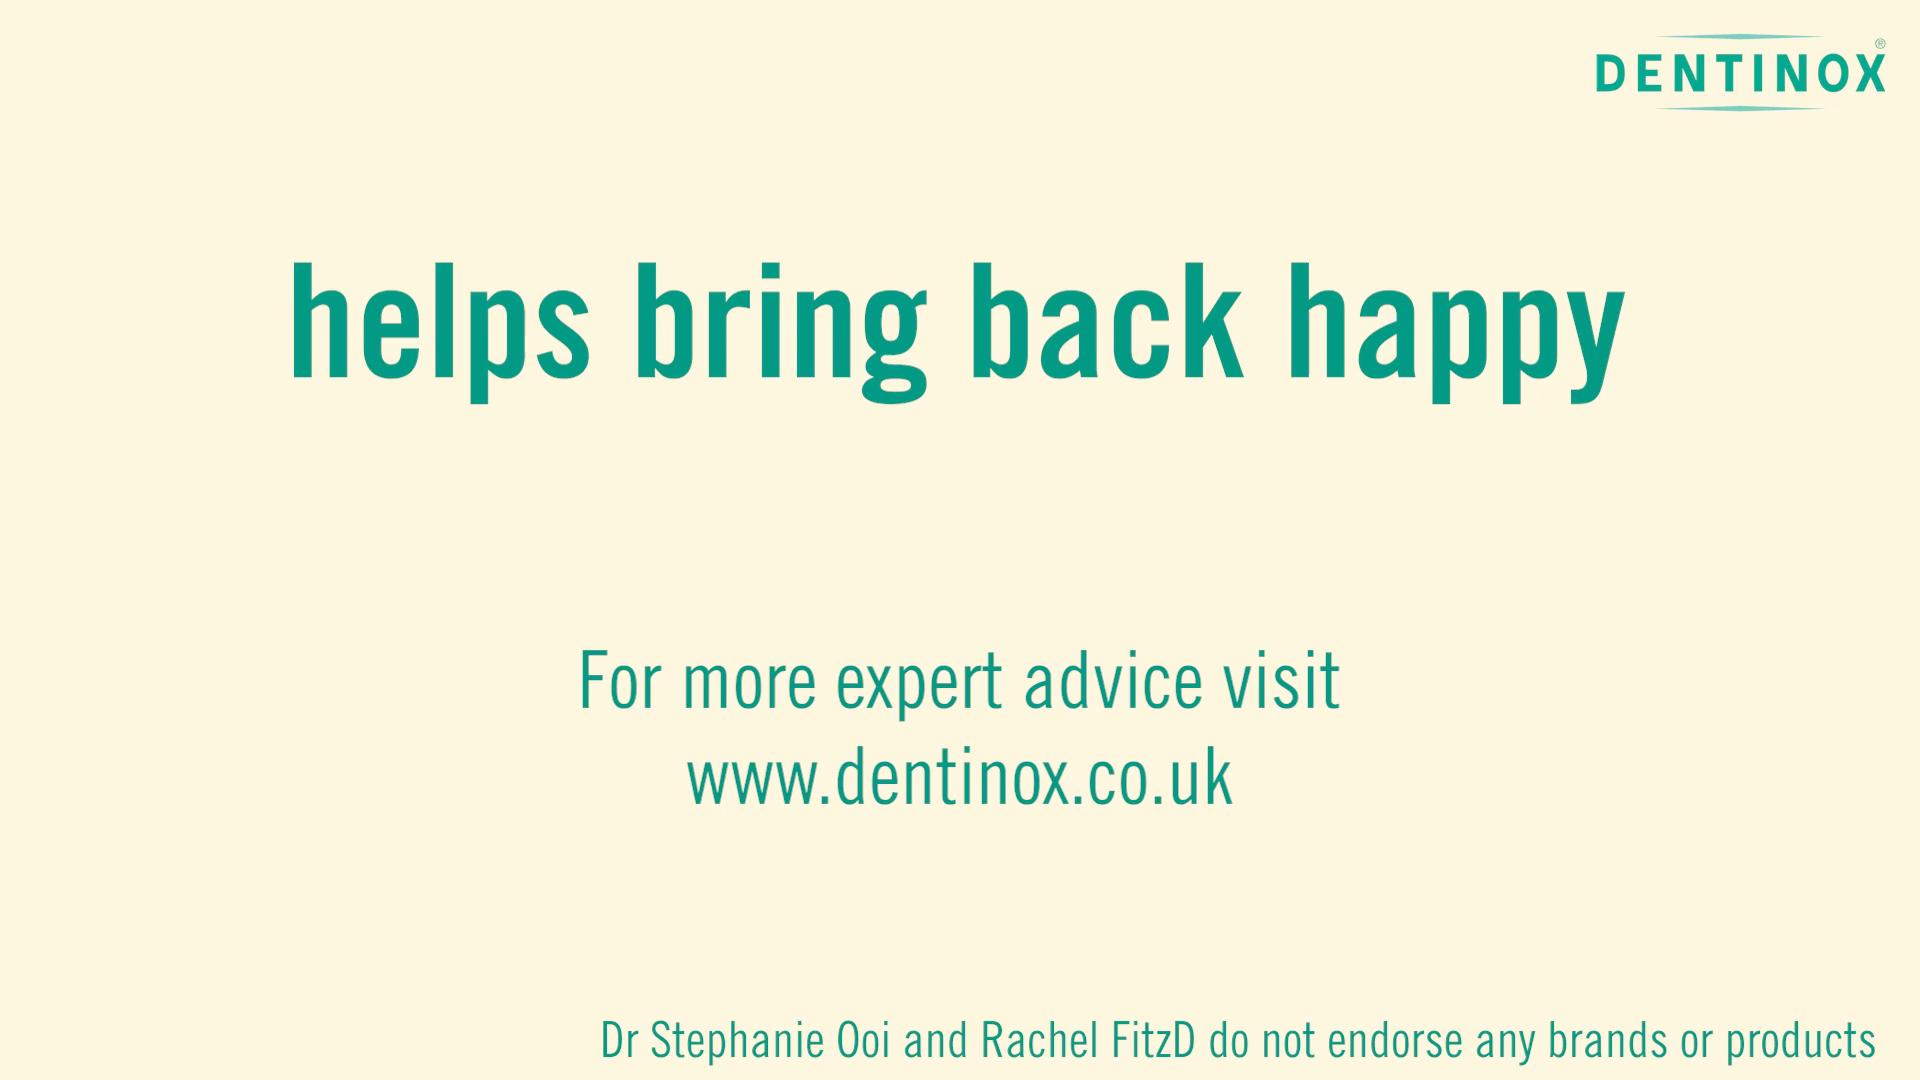 DENTINOX®
helps bring back happy
For more expert advice visit
www.dentinox.co.uk
Dr Stephanie Ooi and Rachel FitzD do not endorse any brands or products